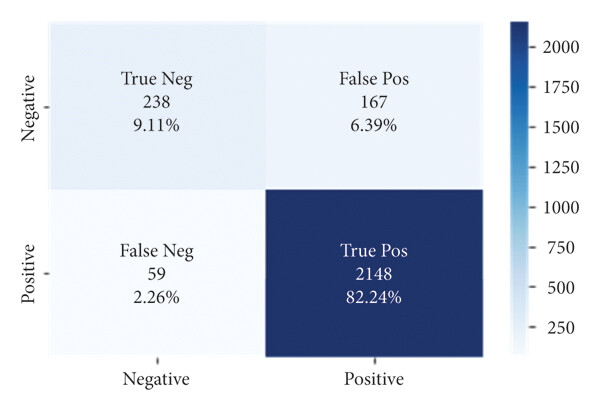 Negative
True Neg
238
9.11%
False Pos
167
6.39%
Positive
False Neg
59
2.26%
True Pos
2148
82.24%
Negative
Positive
2000
1750
1500
1250
1000
750
500
250